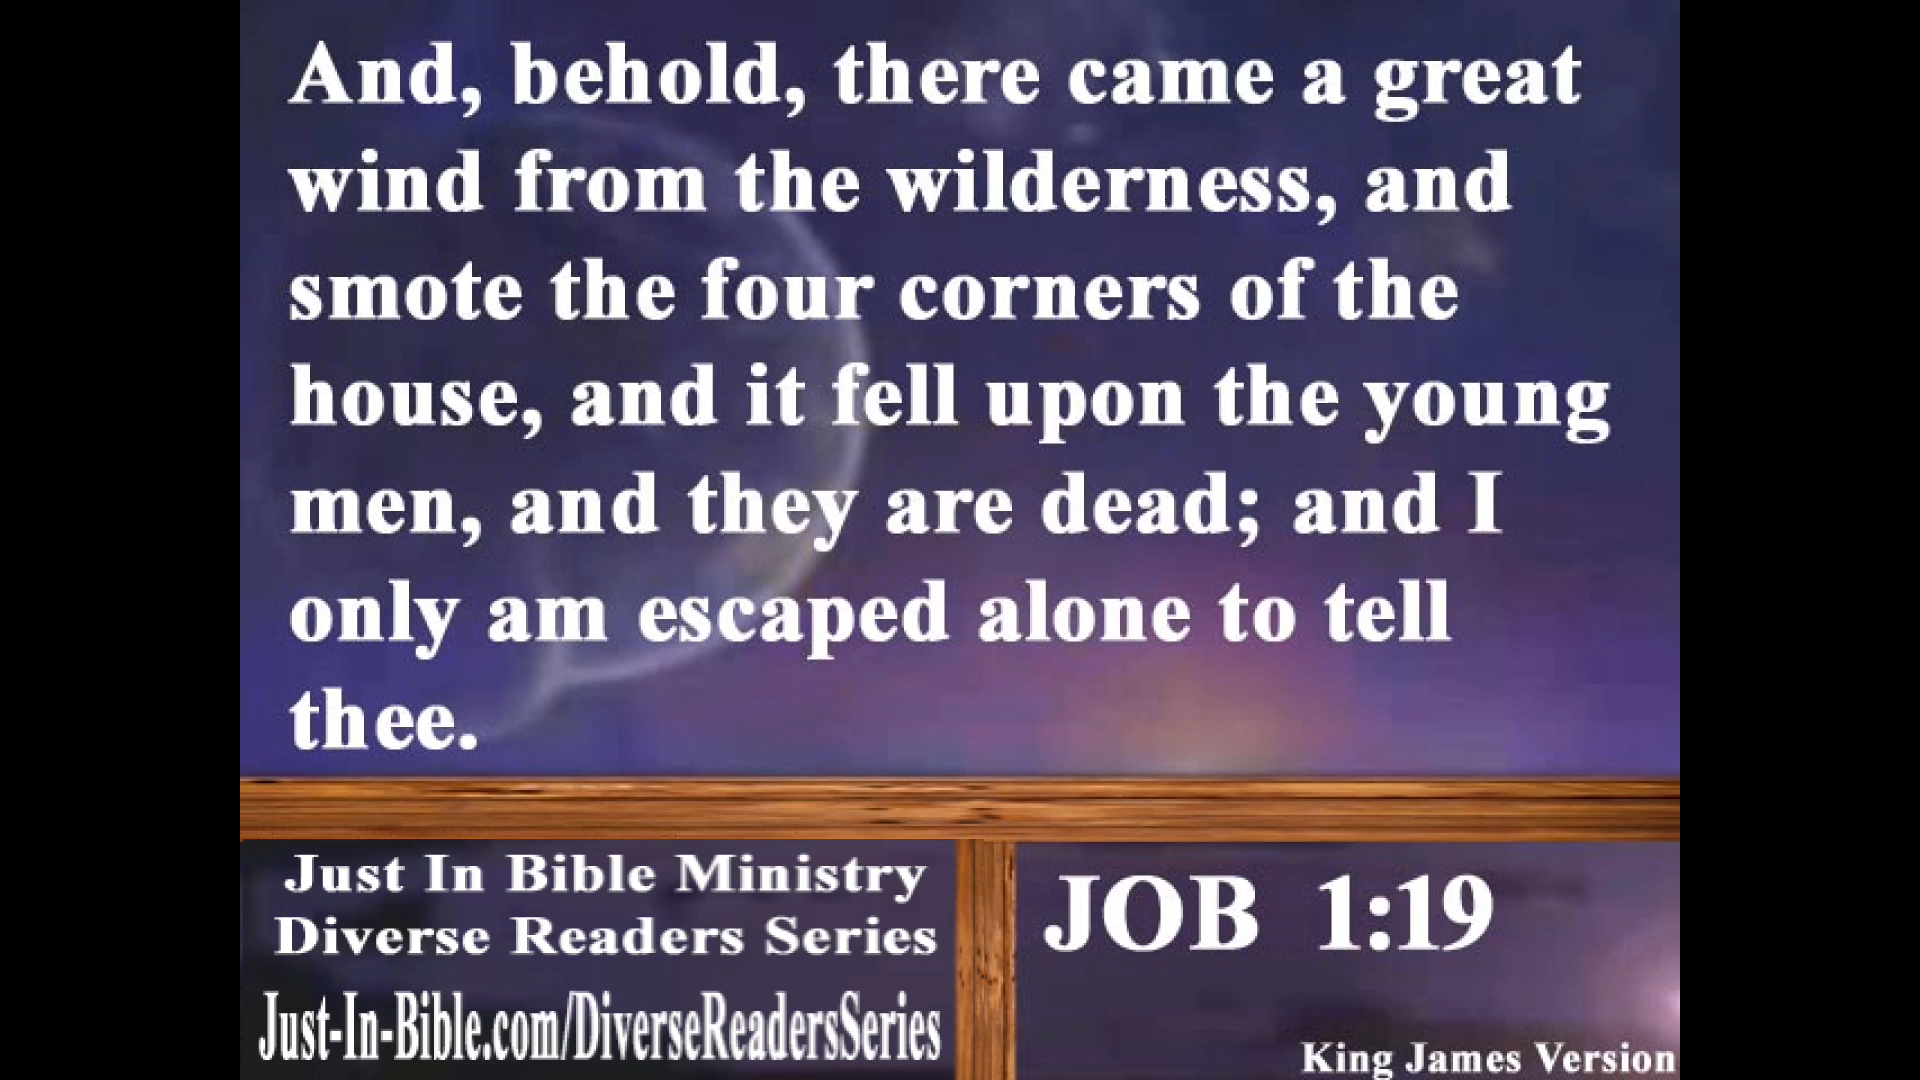 And, behold, there came a great
wind from the wilderness, and
smote the four corners of the
house, and it fell upon the young
men, and they are dead; and I
only am escaped alone to tell
thee.
Just In Bible Ministry
Diverse Readers Series
Just-In-Bible.com/DiverseReadersSeries
JOB 1:19
King James Version